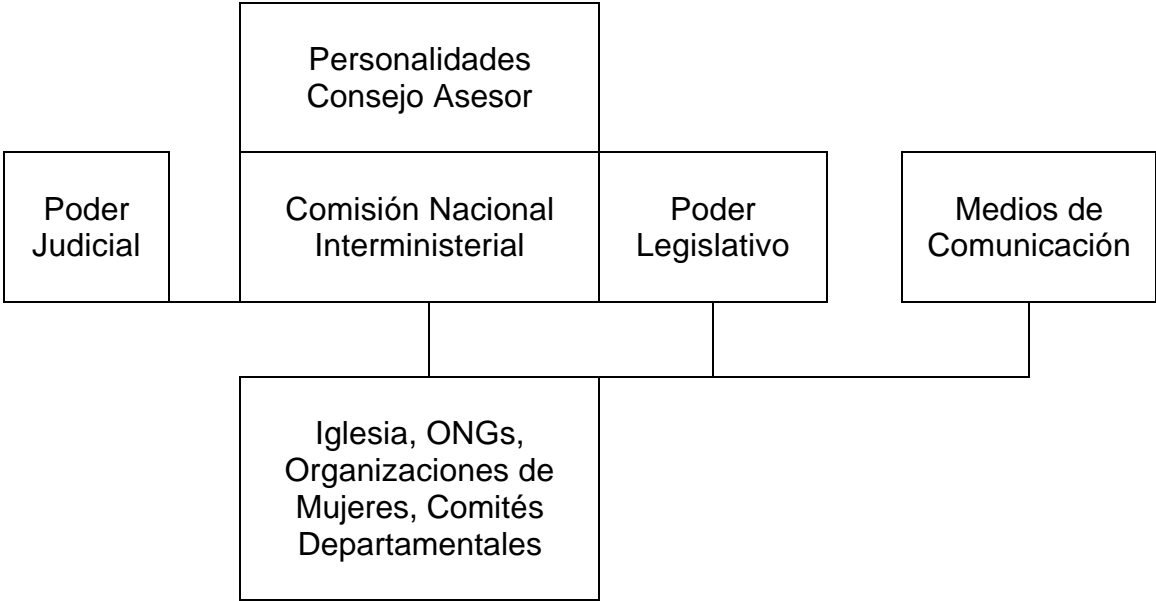 Personalidades
Consejo Asesor
Poder
Judicial
Comisión Nacional
Interministerial
Poder
Legislativo
Medios de
Comunicación
Iglesia, ONGs,
Organizaciones de
Mujeres, Comités
Departamentales